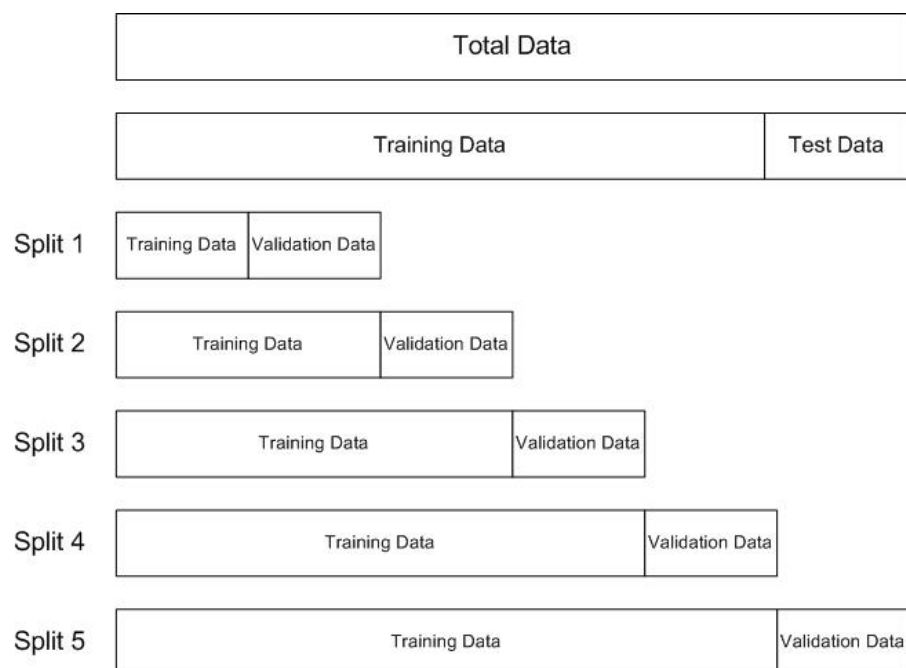 Total Data
Training Data Test Data
Split 1 Training Data Validation Data
Split 2 Training Data Validation Data
Split 3 Training Data Validation Data
Split 4 Training Data Validation Data
Split 5 Training Data Validation Data